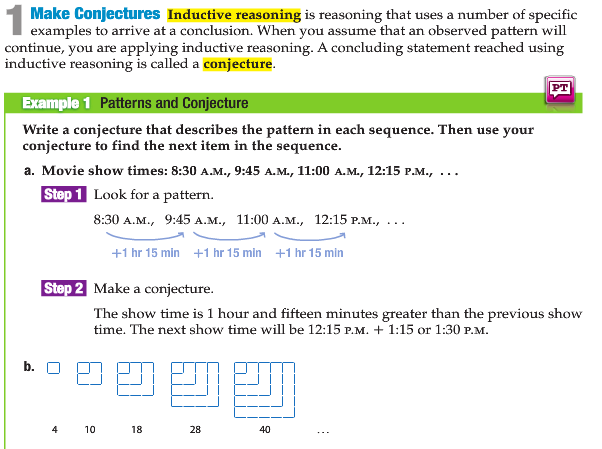 1 Make Conjectures Inductive reasoning is reasoning that uses a number of specific
examples to arrive at a conclusion. When you assume that an observed pattern will
continue, you are applying inductive reasoning. A concluding statement reached using
inductive reasoning is called a conjecture.
PT
Example 1 Patterns and Conjecture
Write a conjecture that describes the pattern in each sequence. Then use your
conjecture to find the next item in the sequence.
a. Movie show times: 8:30 A.M., 9:45 A.M., 11:00 A.M., 12:15 P.M., . . .
Step 1 Look for a pattern.
8:30 A.M., 9:45 A.M., 11:00 A.M., 12:15 P.M., . . .
+1 hr 15 min +1 hr 15 min +1 hr 15 min
Step 2 Make a conjecture.
The show time is 1 hour and fifteen minutes greater than the previous show
time. The next show time will be 12:15 P.M. + 1:15 or 1:30 P.M.
b.
4 10 18 28 40 . . .